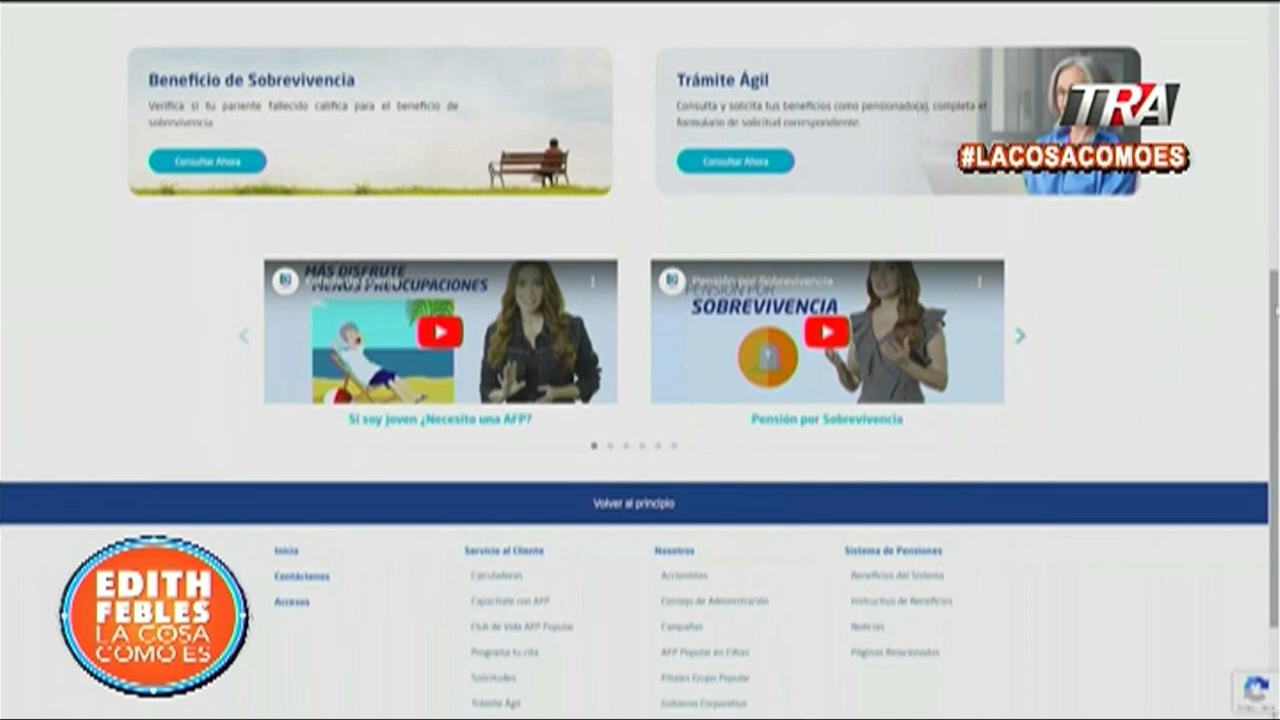 Beneficio de Sobrevivencia
Verifica si tu pariente fallecido califica para el beneficio de
sobrevivencia
Consultar Ahora
Trámite Ágil
Consulta y solicita tus beneficios como pensionado(a), completa el
formulario de solicitud correspondiente.
Consultar Ahora
TRA
#LACOSACOMOES
MÁS DISFRUTE
MENOS PREOCUPACIONES
Pensión por Sobrevivencia
PENSIÓN POR
SOBREVIVENCIA
Si soy joven ¿Necesito una AFP?
Pensión por Sobrevivencia
Volver al principio
EDITH
FEBLES
LA COSA
COMO ES
Inicio
Contáctenos
Accesos
Servicio al Cliente
Calculadoras
Capacítate con AFP
Club de Vida AFP Popular
Programa tu cita
Solicitudes
Trámite Ágil
Nosotros
Accionistas
Consejo de Administración
Campañas
AFP Popular en Cifras
Filiales Grupo Popular
Gobierno Corporativo
Sistema de Pensiones
Beneficios del Sistema
Instructivo de Beneficios
Noticias
Páginas Relacionadas